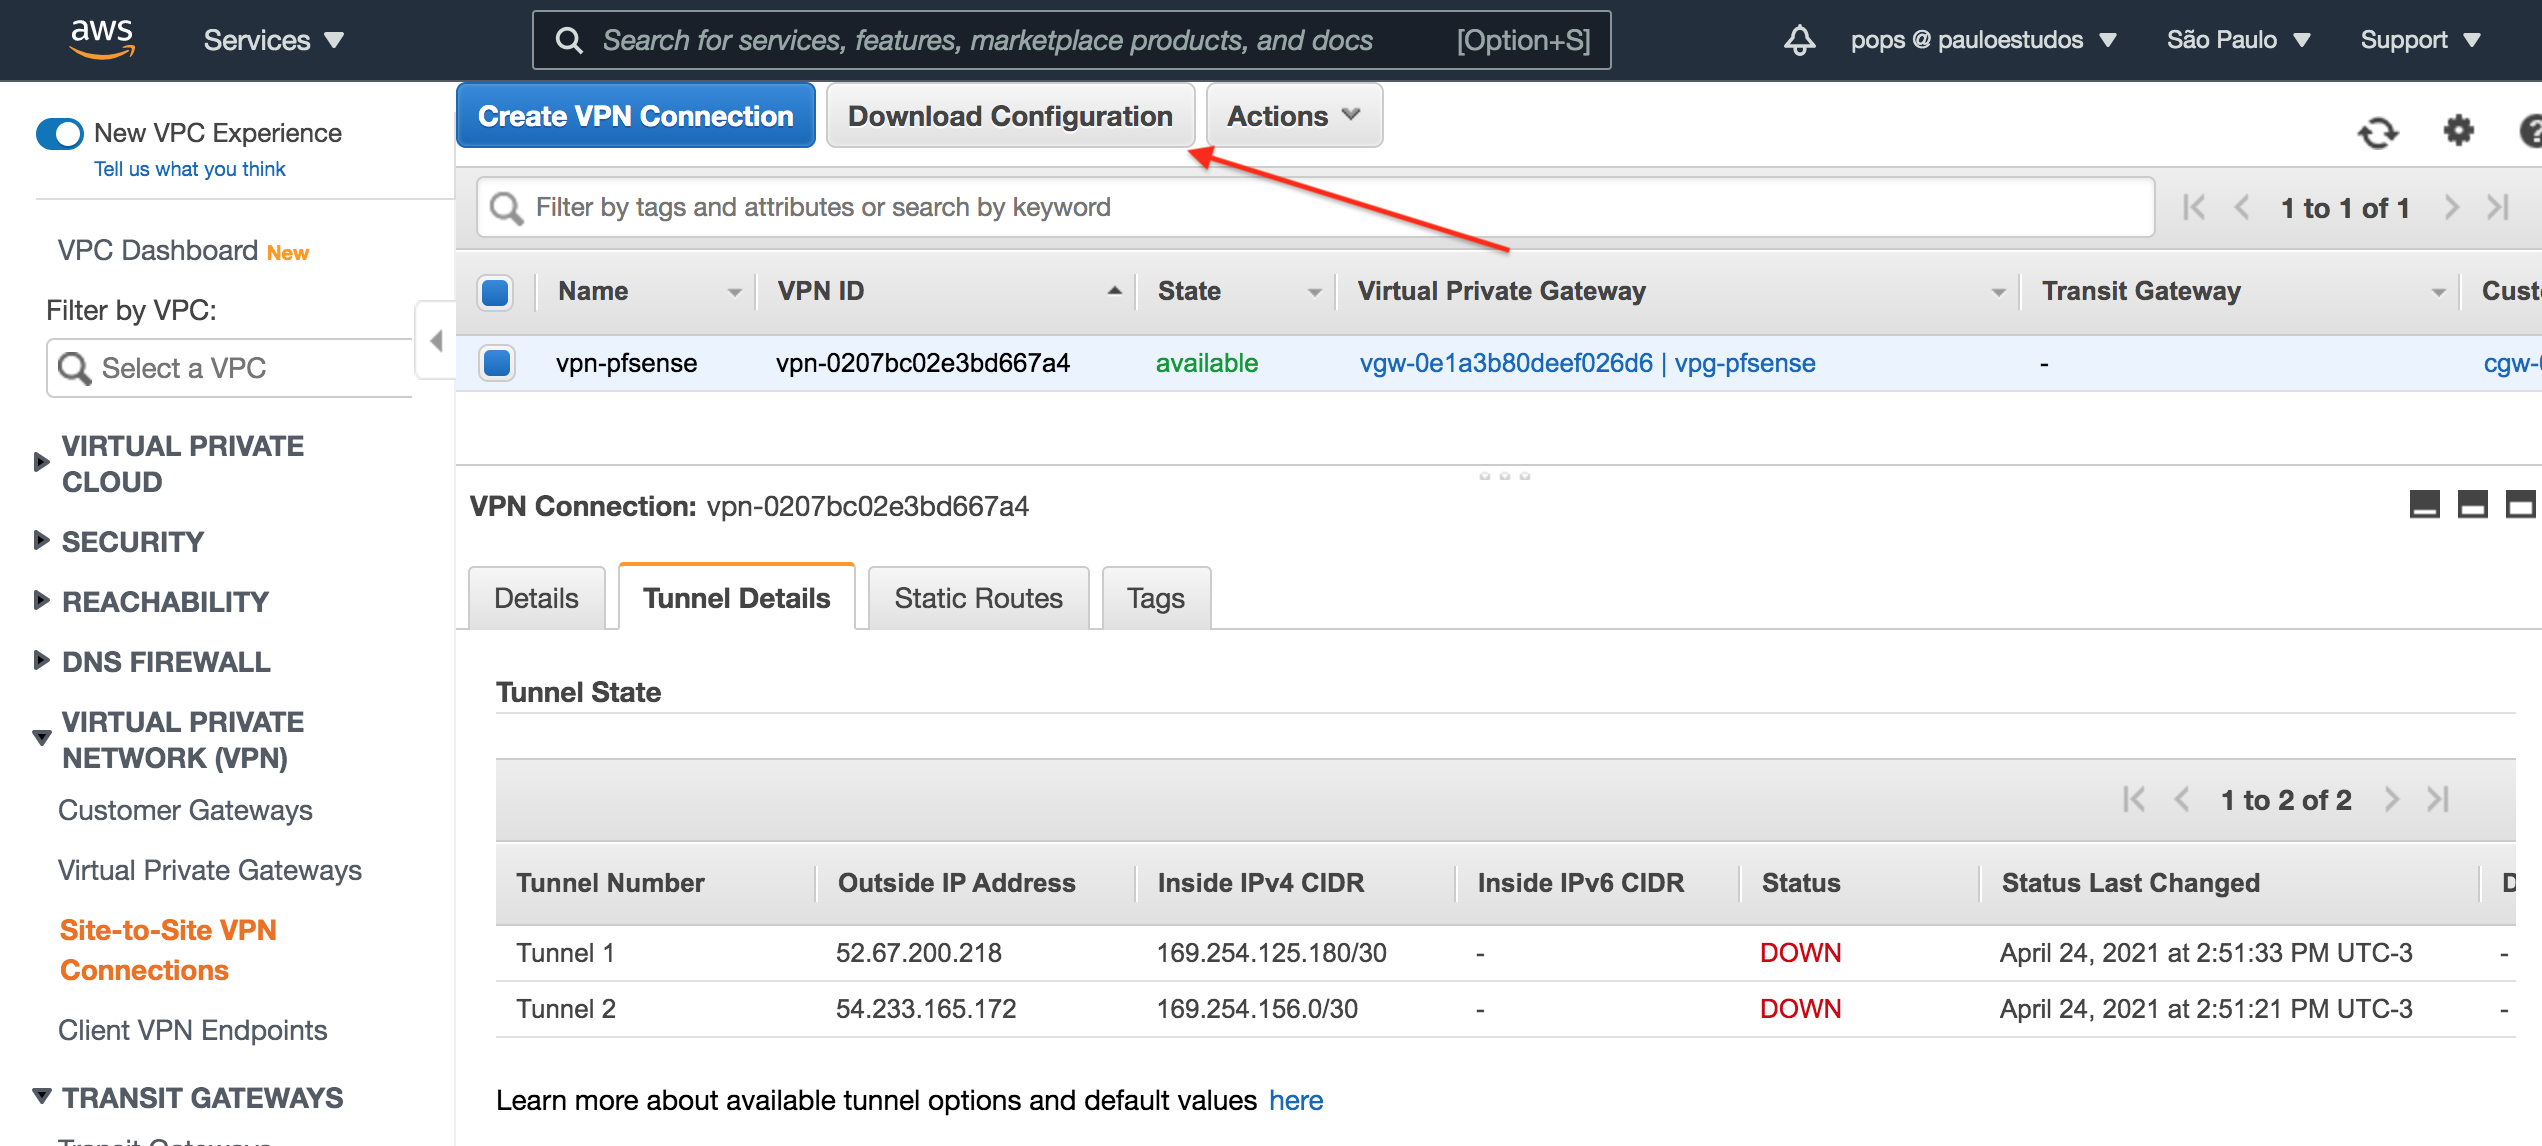 aws Services Search for services, features, marketplace products, and docs [Option+S] pops @ pauloestudos São Paulo Support
New VPC Experience
Tell us what you think
VPC Dashboard New
Filter by VPC:
Select a VPC
VIRTUAL PRIVATE
CLOUD
SECURITY
REACHABILITY
DNS FIREWALL
VIRTUAL PRIVATE
NETWORK (VPN)
Customer Gateways
Virtual Private Gateways
Site-to-Site VPN
Connections
Client VPN Endpoints
TRANSIT GATEWAYS
Transit Gateways
Create VPN Connection Download Configuration Actions
Filter by tags and attributes or search by keyword 1 to 1 of 1
Name VPN ID State Virtual Private Gateway Transit Gateway Cust
vpn-pfsense vpn-0207bc02e3bd667a4 available vgw-0e1a3b80deef026d6 | vpg-pfsense - cgw-
VPN Connection: vpn-0207bc02e3bd667a4
Details Tunnel Details Static Routes Tags
Tunnel State
1 to 2 of 2
Tunnel Number Outside IP Address Inside IPv4 CIDR Inside IPv6 CIDR Status Status Last Changed
Tunnel 1 52.67.200.218 169.254.125.180/30 - DOWN April 24, 2021 at 2:51:33 PM UTC-3 -
Tunnel 2 54.233.165.172 169.254.156.0/30 - DOWN April 24, 2021 at 2:51:21 PM UTC-3 -
Learn more about available tunnel options and default values here